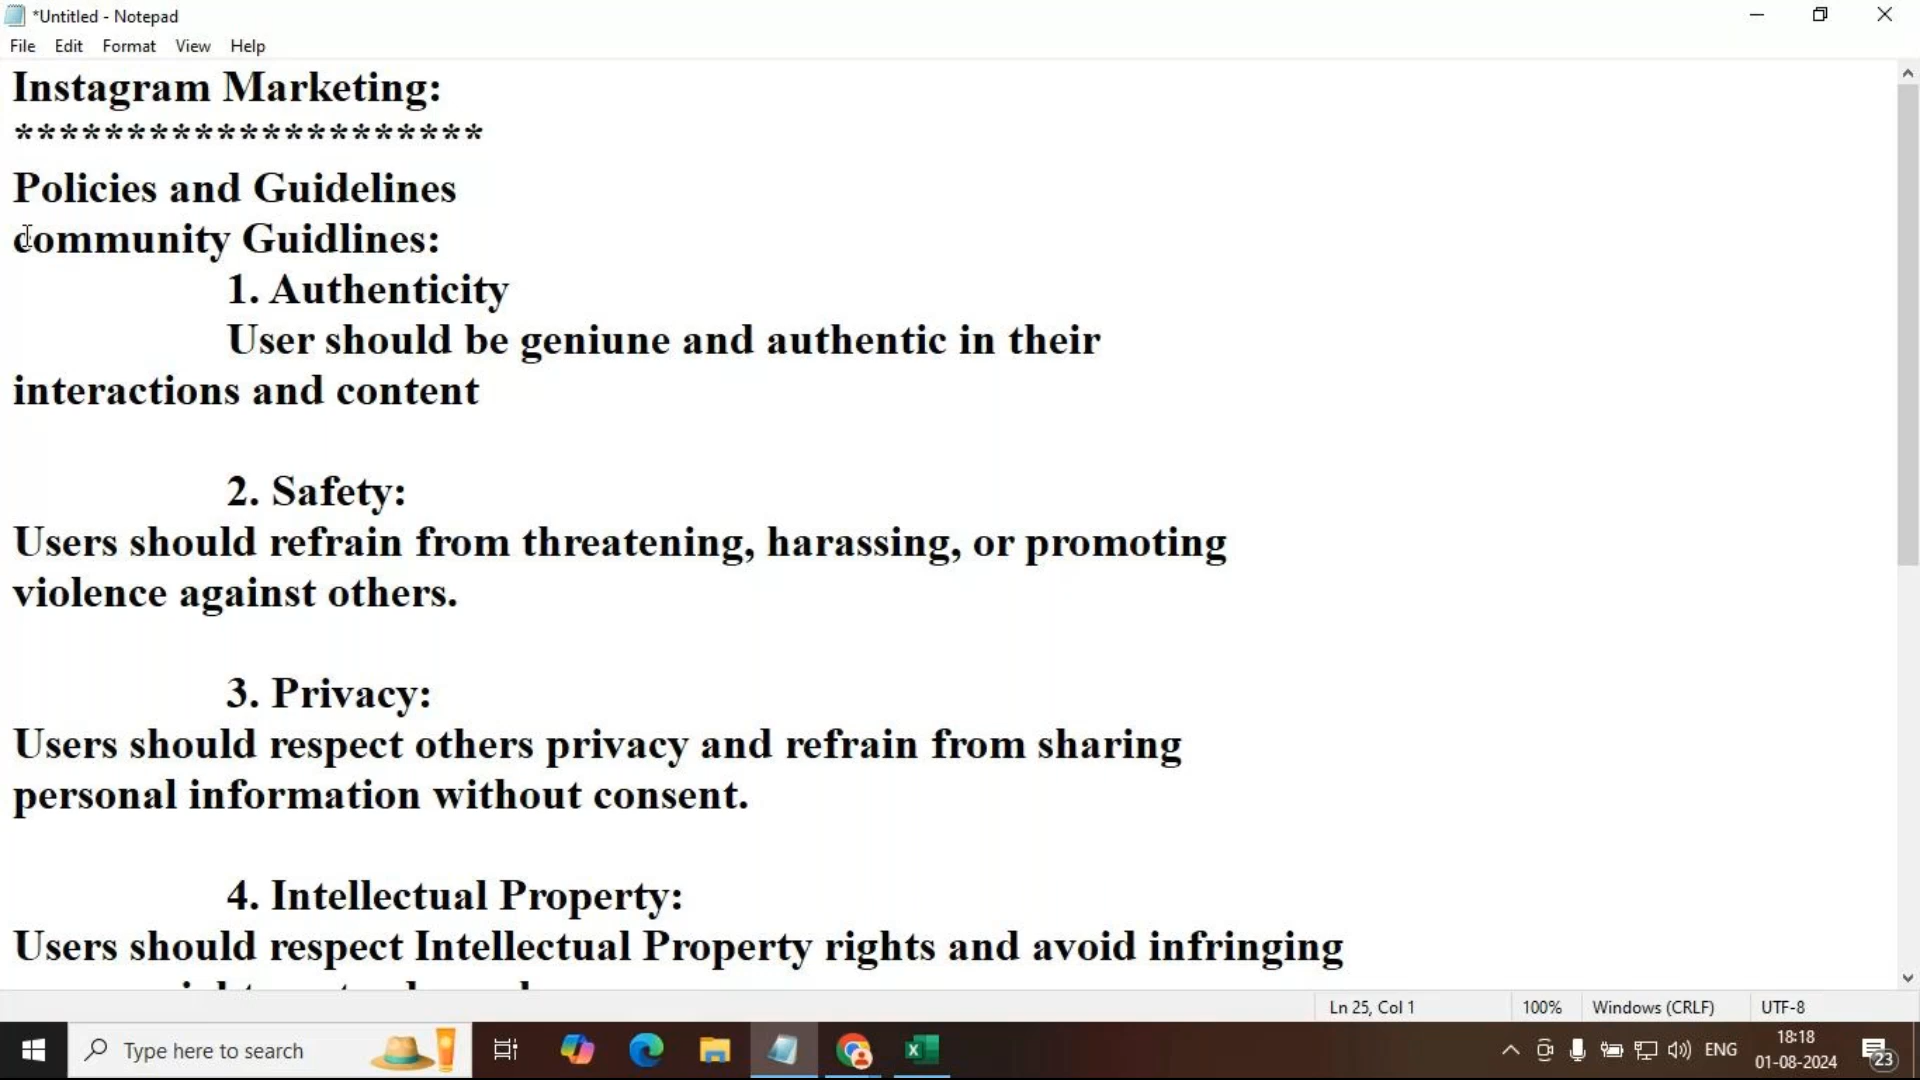 *Untitled - Notepad
File Edit Format View Help
Instagram Marketing:
*********************
Policies and Guidelines
community Guidlines:
1. Authenticity
User should be geniune and authentic in their
interactions and content
2. Safety:
Users should refrain from threatening, harassing, or promoting
violence against others.
3. Privacy:
Users should respect others privacy and refrain from sharing
personal information without consent.
4. Intellectual Property:
Users should respect Intellectual Property rights and avoid infringing
Ln 25, Col 1 100% Windows (CRLF) UTF-8
Type here to search ENG 18:18
01-08-2024 23